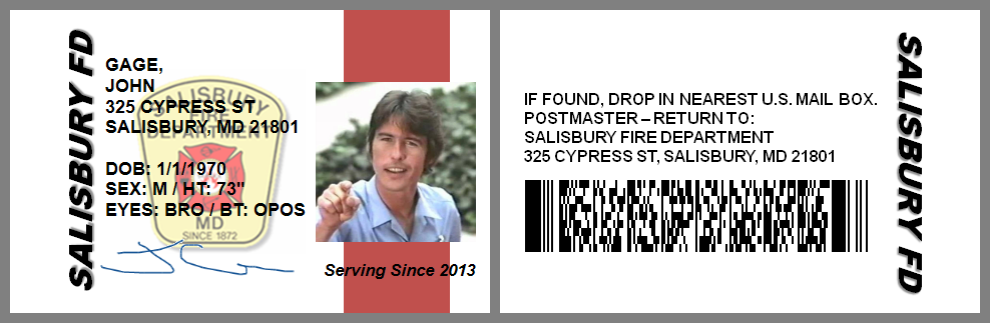 SALISBURY FD
GAGE,
JOHN
325 CYPRESS ST
SALISBURY, MD 21801
DOB: 1/1/1970
SEX: M / HT: 73"
EYES: BRO / BT: OPOS
SALISBURY
FIRE
DEPARTMENT
MD
SINCE 1872
Serving Since 2013
IF FOUND, DROP IN NEAREST U.S. MAIL BOX.
POSTMASTER – RETURN TO:
SALISBURY FIRE DEPARTMENT
325 CYPRESS ST, SALISBURY, MD 21801
SALISBURY FD